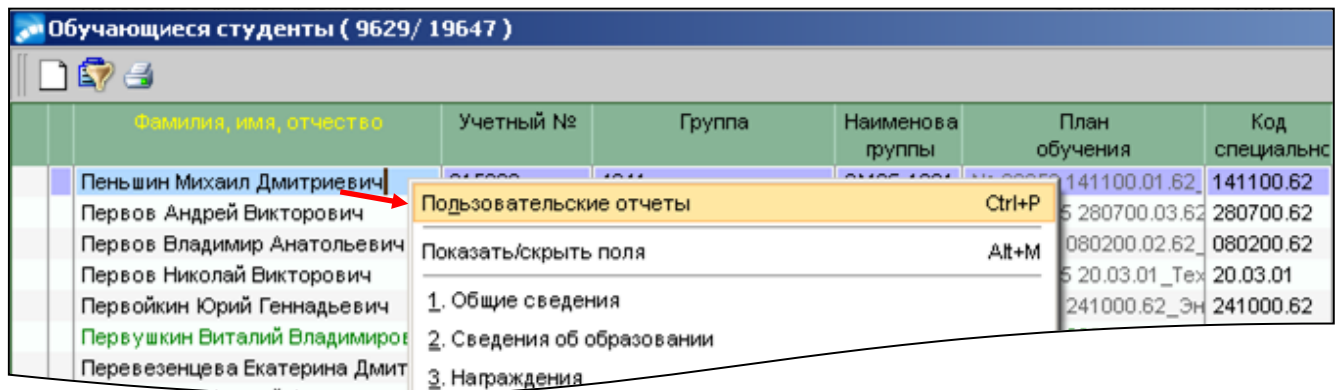 Обучающиеся студенты ( 9629/ 19647 )
Фамилия, имя, отчество Учетный № Группа Наименова группы План обучения Код специальнс
Пеньшин Михаил Дмитриевич 141100.01.62_ 141100.62
Пользовательские отчеты Ctrl+P
Первов Андрей Викторович 5 280700.03.62 280700.62
Первов Владимир Анатольевич 080200.02.62_ 080200.62
Показать/скрыть поля Alt+M
Первов Николай Викторович 5 20.03.01_Тех 20.03.01
Первойкин Юрий Геннадьевич 241000.62_Эн 241000.62
1. Общие сведения
Первушкин Виталий Владимиров
2. Сведения об образовании
Перевезенцева Екатерина Дмит
3. Награждения